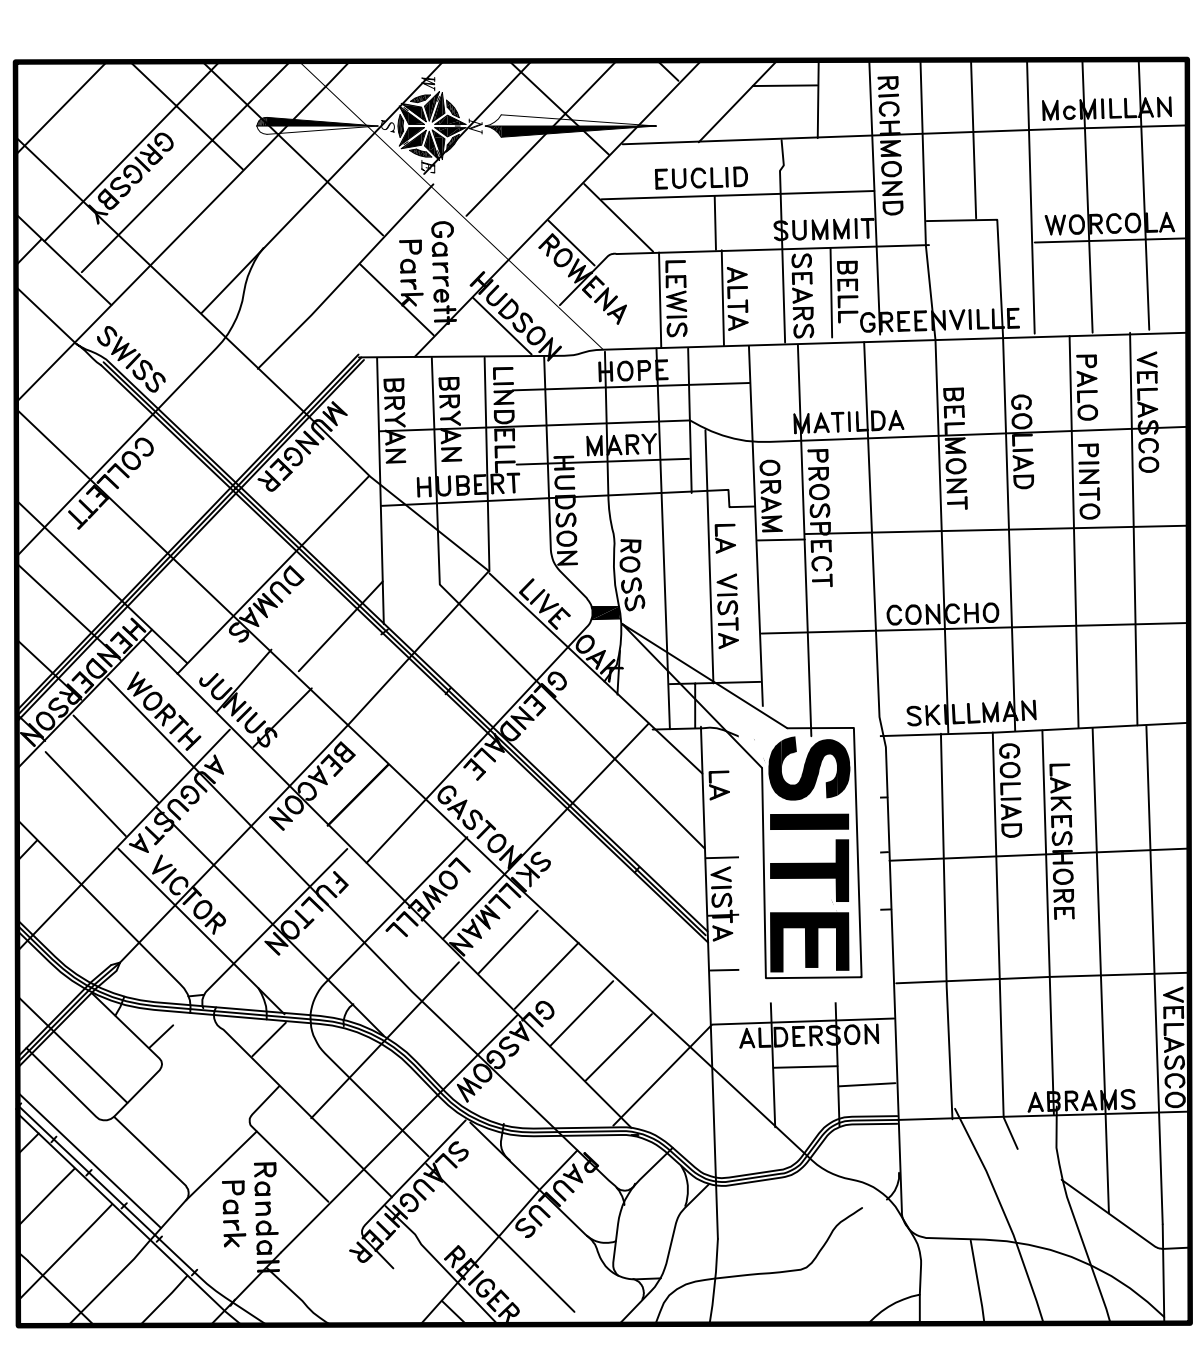 W
S
N
E
McMILLAN
RICHMOND
GRIGSBY
EUCLID
SUMMIT
WORCOLA
Garrett
Park
ROWENA
HUDSON
LEWIS
ALTA
SEARS
BELL
GREENVILLE
SWISS
HOPE
BRYAN
BRYAN
LINDELL
MUNGER
MATILDA
BELMONT
GOLIAD
PALO PINTO
VELASCO
COLLETT
MARY
HUBERT
HUDSON
ORAM
PROSPECT
ROSS
LA VISTA
DUMAS
LIVE OAK
CONCHO
HENDERSON
WORTH
JUNIUS
GLENDALE
SKILLMAN
SITE
AUGUSTA
BEACON
GASTON
LA VISTA
GOLIAD
LAKESHORE
VICTOR
FULTON
LOWELL
SKILLMAN
GLASGOW
ALDERSON
VELASCO
ABRAMS
Randall
Park
SLAUGHTER
PAULUS
REIGER